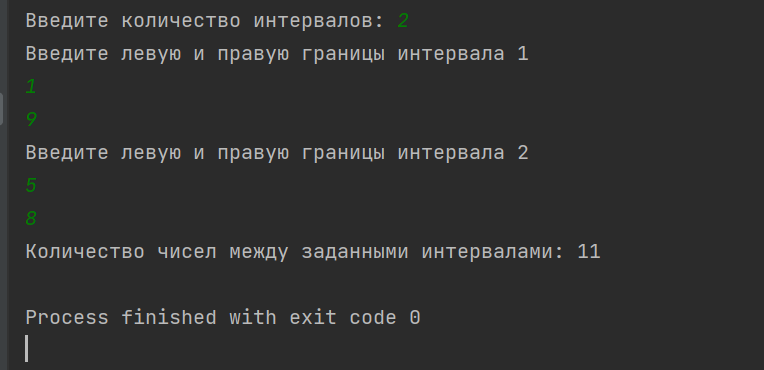 Введите количество интервалов: 2
Введите левую и правую границы интервала 1
1
9
Введите левую и правую границы интервала 2
5
8
Количество чисел между заданными интервалами: 11
Process finished with exit code 0